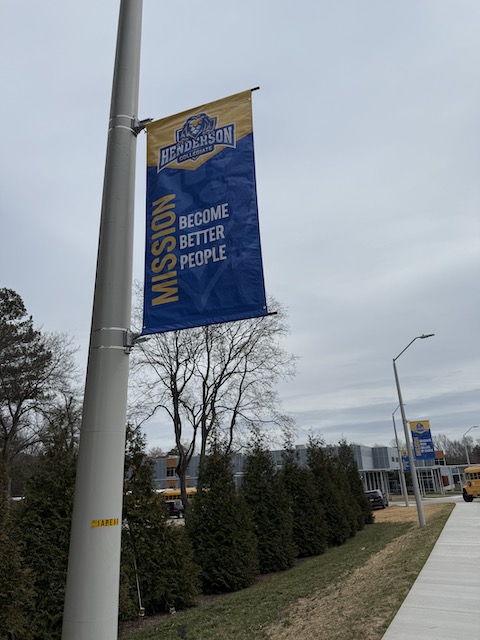 HENDERSON
COLLEGIATE
MISSION
BECOME
BETTER
PEOPLE